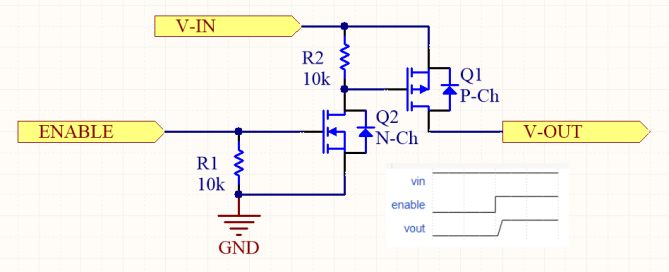 V-IN
R2
10k
Q1
P-Ch
ENABLE
Q2
N-Ch
V-OUT
R1
10k
GND
vin
enable
vout